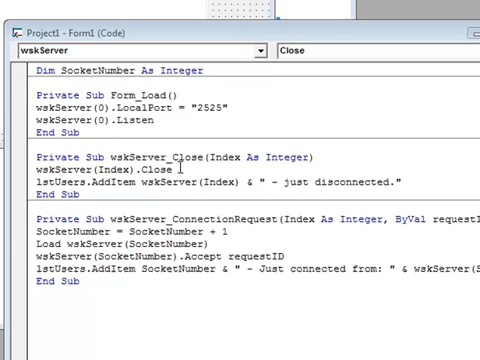 Project1 - Form1 (Code)
wskServer
Close
Dim SocketNumber As Integer
Private Sub Form_Load()
wskServer(0).LocalPort = "2525"
wskServer(0).Listen
End Sub
Private Sub wskServer_Close(Index As Integer)
wskServer(Index).Close
lstUsers.AddItem wskServer(Index) & " - just disconnected."
End Sub
Private Sub wskServer_ConnectionRequest(Index As Integer, ByVal requestI
SocketNumber = SocketNumber + 1
Load wskServer(SocketNumber)
wskServer(SocketNumber).Accept requestID
lstUsers.AddItem SocketNumber & " - Just connected from: " & wskServer(S
End Sub